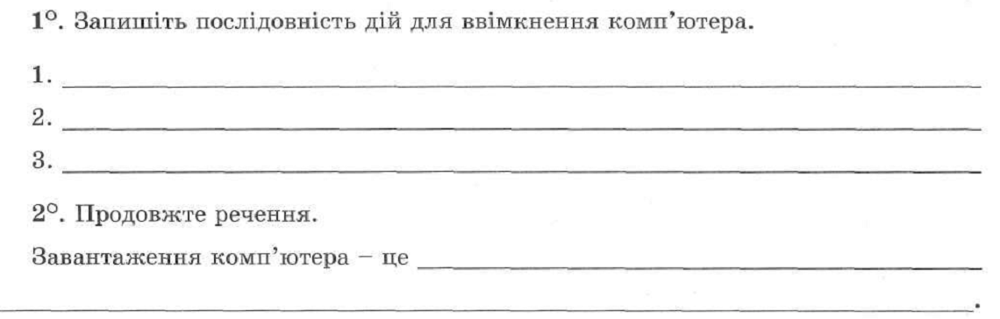 1°. Запишіть послідовність дій для ввімкнення комп’ютера.
1.
2.
3.
2°. Продовжте речення.
Завантаження комп’ютера – це
.